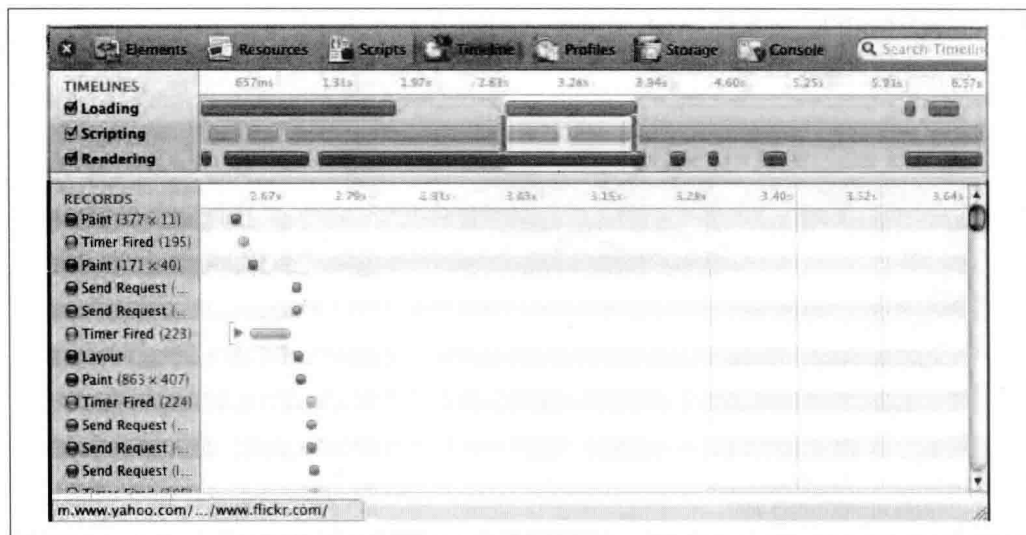 Elements Resources Scripts Timeline Profiles Storage Console Search Timelin
TIMELINES 657ms 1.31s 1.97s 2.63s 3.28s 3.94s 4.60s 5.25s 5.91s 6.57s
Loading
Scripting
Rendering
RECORDS 2.67s 2.79s 2.91s 3.03s 3.15s 3.28s 3.40s 3.52s 3.64s
Paint (377 × 11)
Timer Fired (195)
Paint (171 × 40)
Send Request (...
Send Request (...
Timer Fired (223)
Layout
Paint (863 × 407)
Timer Fired (224)
Send Request (...
Send Request (...
Send Request (l...
m.www.yahoo.com/.../www.flickr.com/